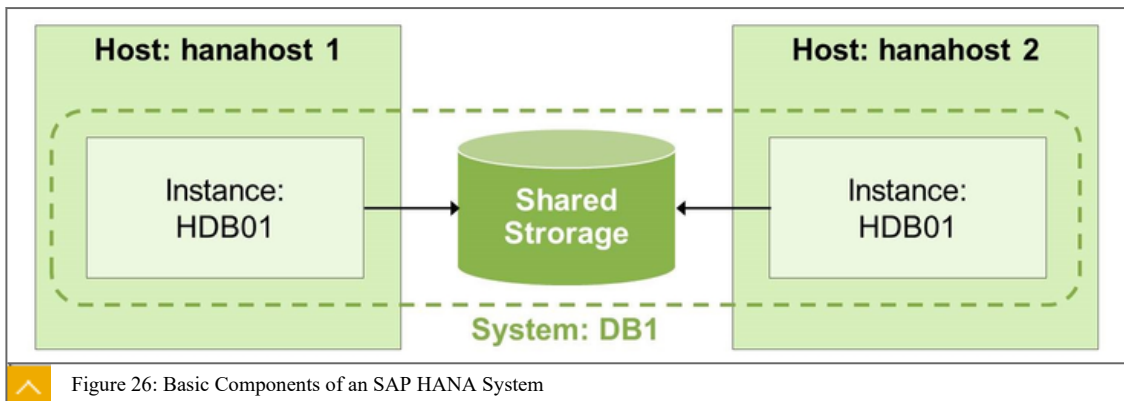 Host: hanahost 1
Host: hanahost 2
Instance:
HDB01
Shared
Strorage
Instance:
HDB01
System: DB1
Figure 26: Basic Components of an SAP HANA System